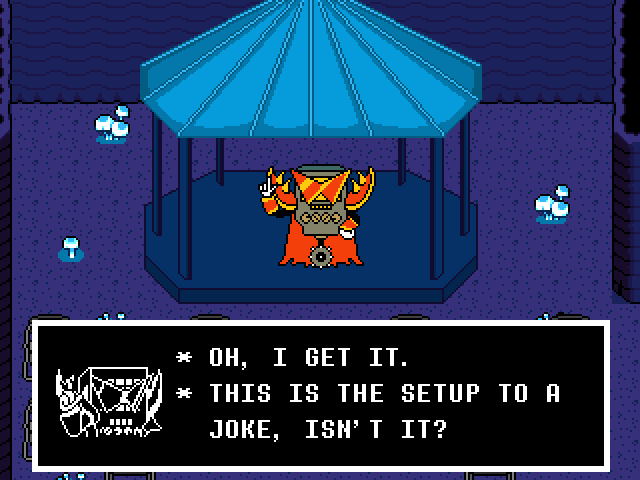 * OH, I GET IT.
* THIS IS THE SETUP TO A
JOKE, ISN'T IT?